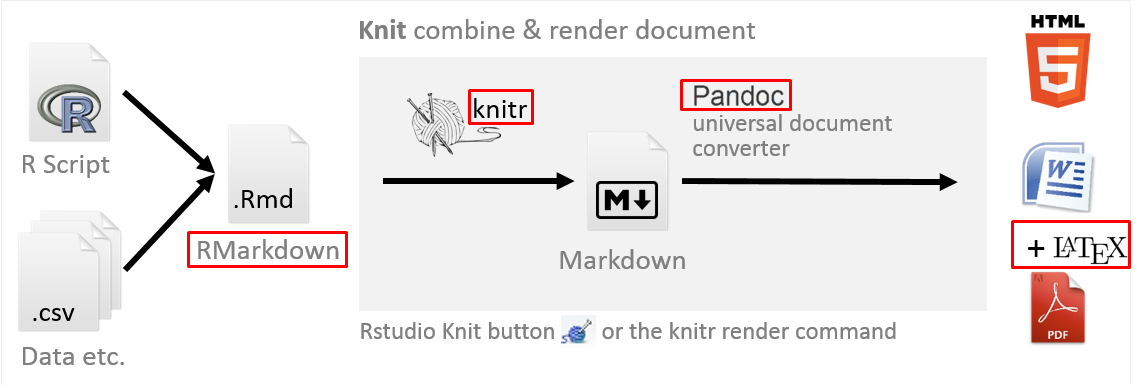 R
R Script
.csv
Data etc.
.Rmd
RMarkdown
Knit combine & render document
knitr
M
Markdown
Pandoc
universal document
converter
Rstudio Knit button or the knitr render command
HTML
5
W
+ LATEX
PDF